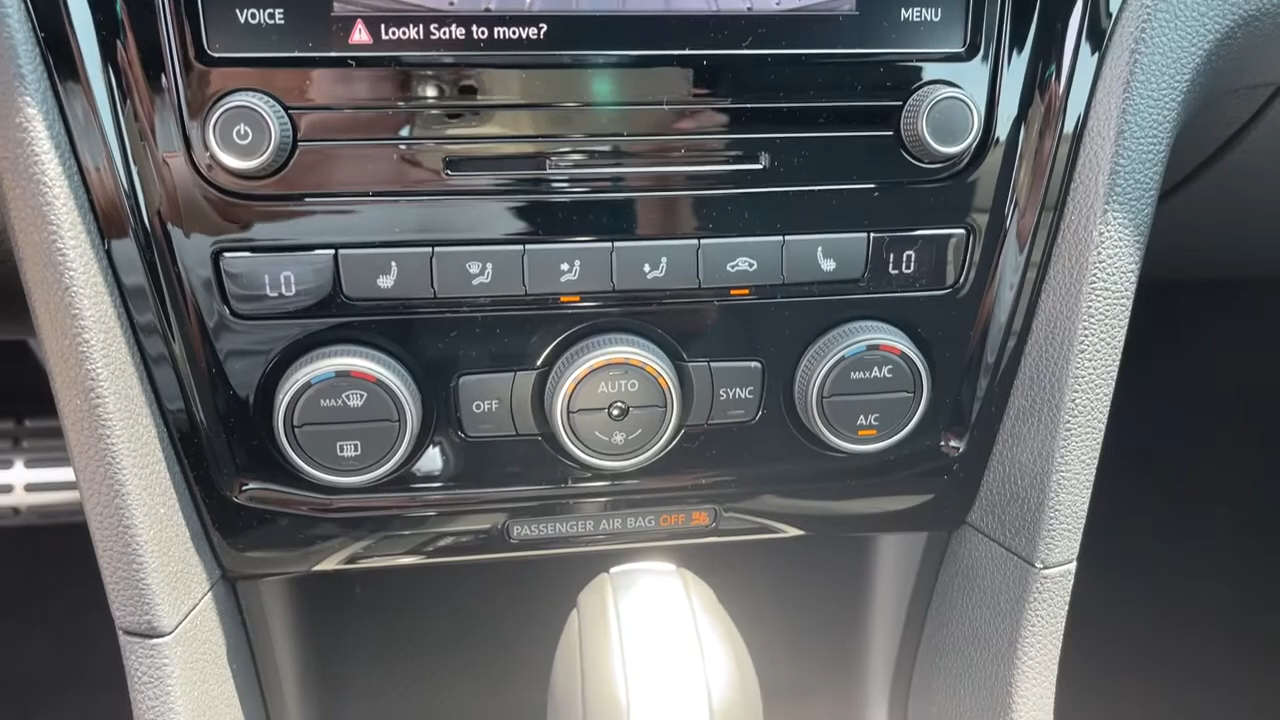 VOICE
MENU
Look! Safe to move?
LO
LO
MAX
OFF
AUTO
SYNC
MAX A/C
A/C
PASSENGER AIR BAG OFF